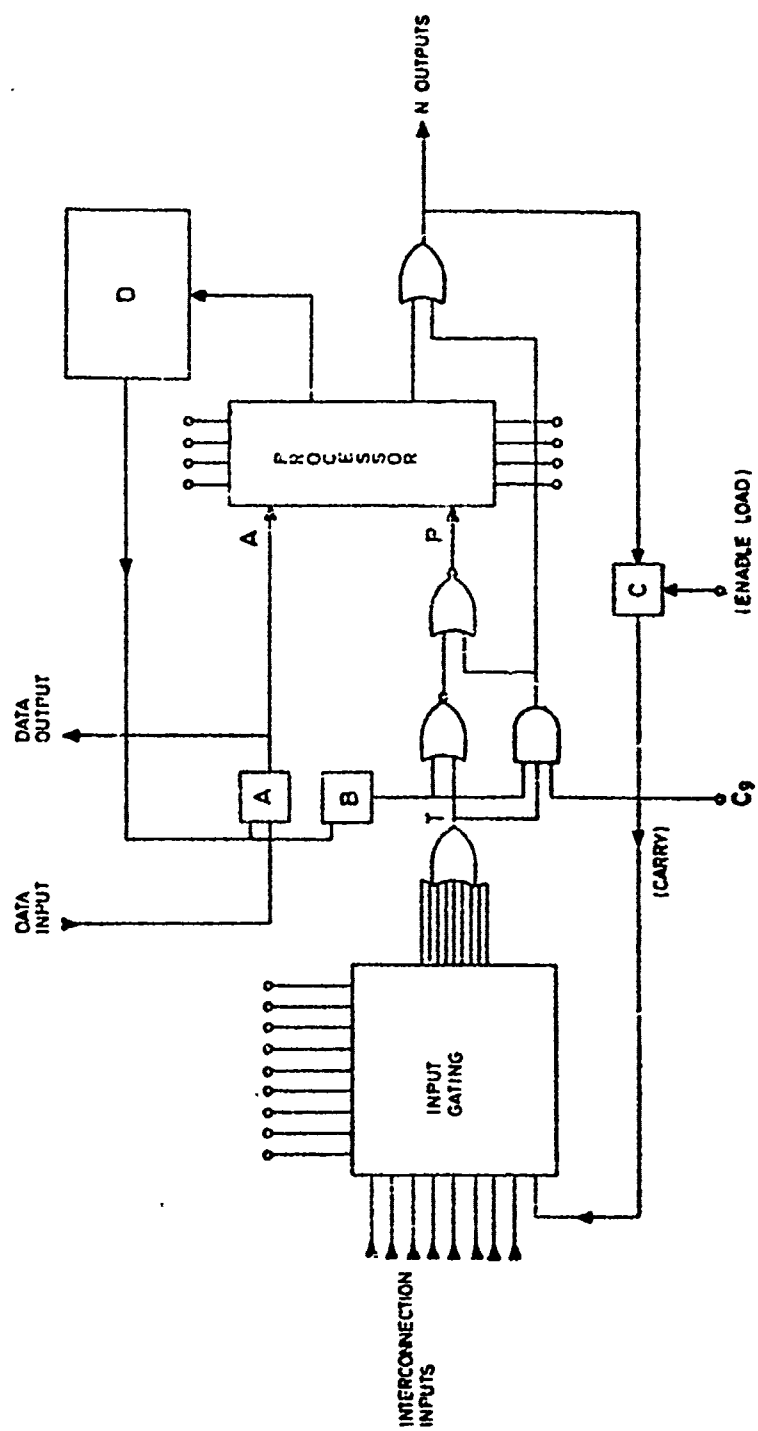 DATA
INPUT
DATA
OUTPUT
D
A
B
A
PROCESSOR
P
T
INPUT
GATING
INTERCONNECTION
INPUTS
N OUTPUTS
C
(ENABLE LOAD)
(CARRY)
C9